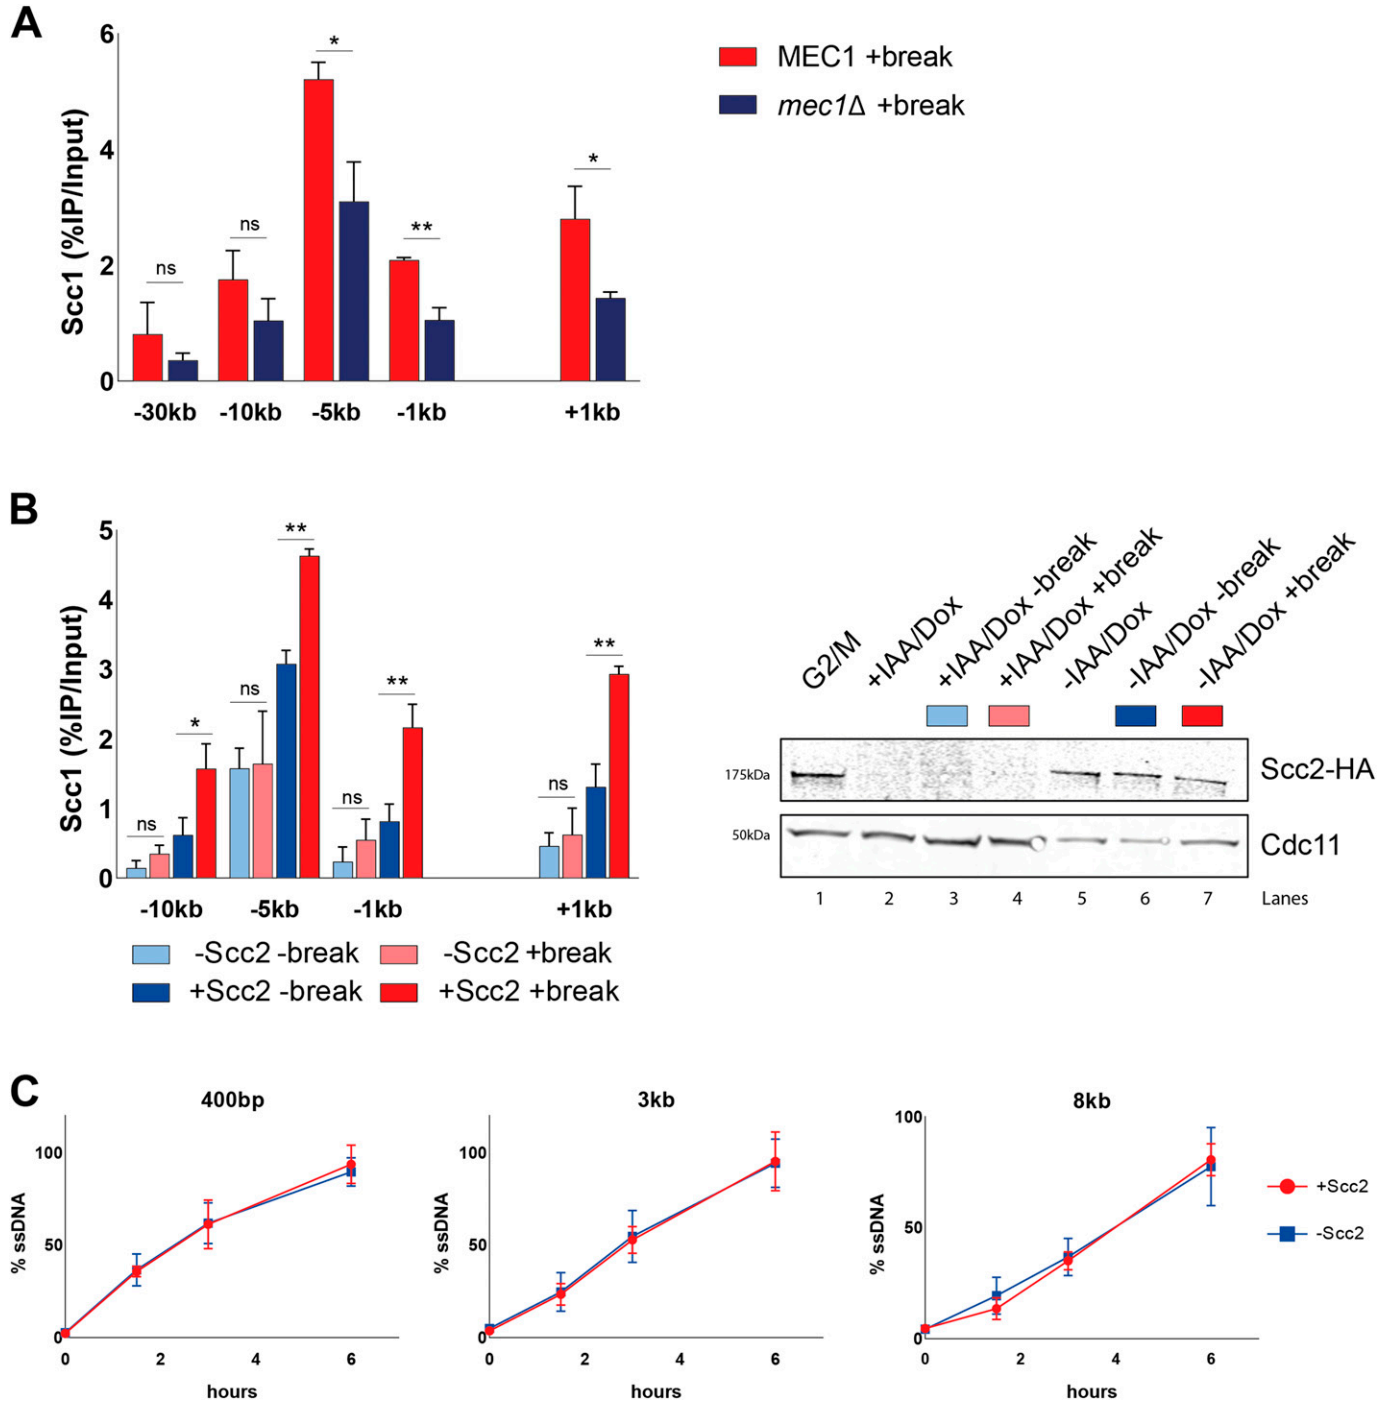 A
Scc1 (%IP/Input)
6
4
2
0
*
ns
ns
**
*
-30kb -10kb -5kb -1kb +1kb
MEC1 +break
mec1Δ +break
B
Scc1 (%IP/Input)
5
4
3
2
1
0
ns
*
ns
**
ns
**
ns
**
-10kb -5kb -1kb +1kb
-Scc2 -break -Scc2 +break
+Scc2 -break +Scc2 +break
G2/M
+IAA/Dox
+IAA/Dox -break
+IAA/Dox +break
-IAA/Dox
-IAA/Dox -break
-IAA/Dox +break
175kDa
Scc2-HA
50kDa
Cdc11
1 2 3 4 5 6 7 Lanes
C
400bp
% ssDNA
100
50
0
0 2 4 6
hours
3kb
% ssDNA
100
50
0
0 2 4 6
hours
8kb
% ssDNA
100
50
0
0 2 4 6
hours
+Scc2
-Scc2